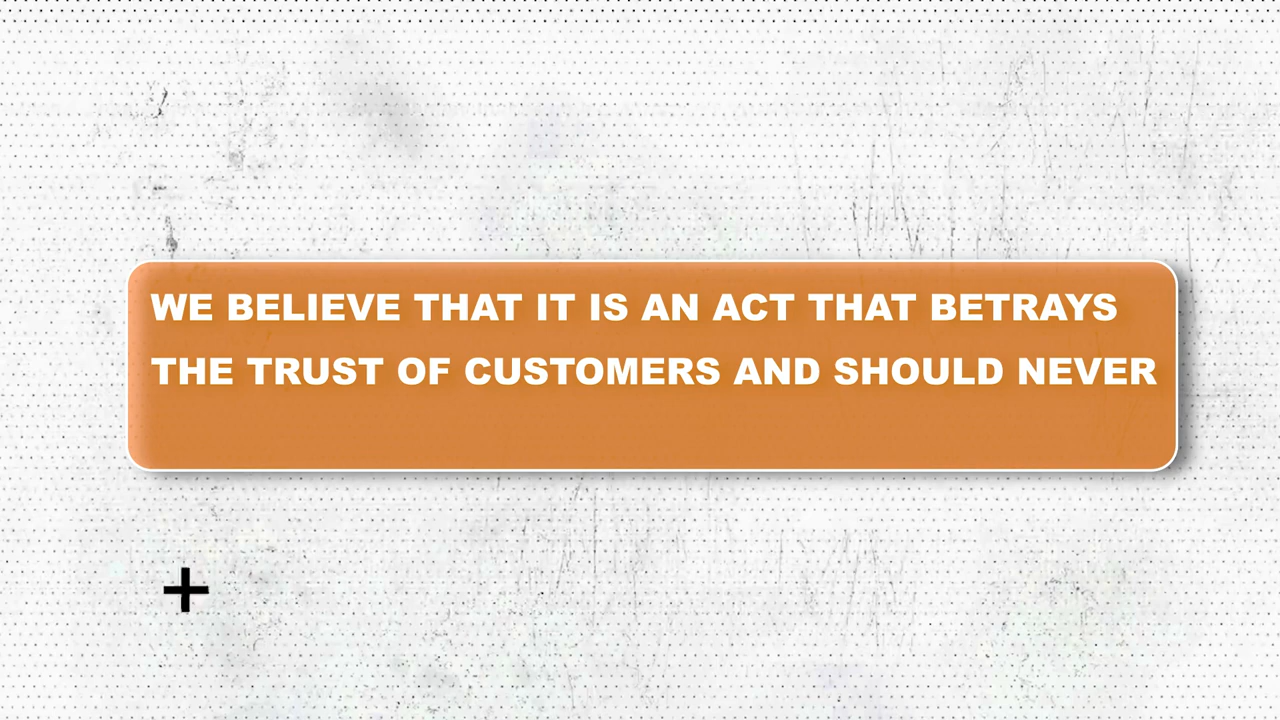 WE BELIEVE THAT IT IS AN ACT THAT BETRAYS
THE TRUST OF CUSTOMERS AND SHOULD NEVER